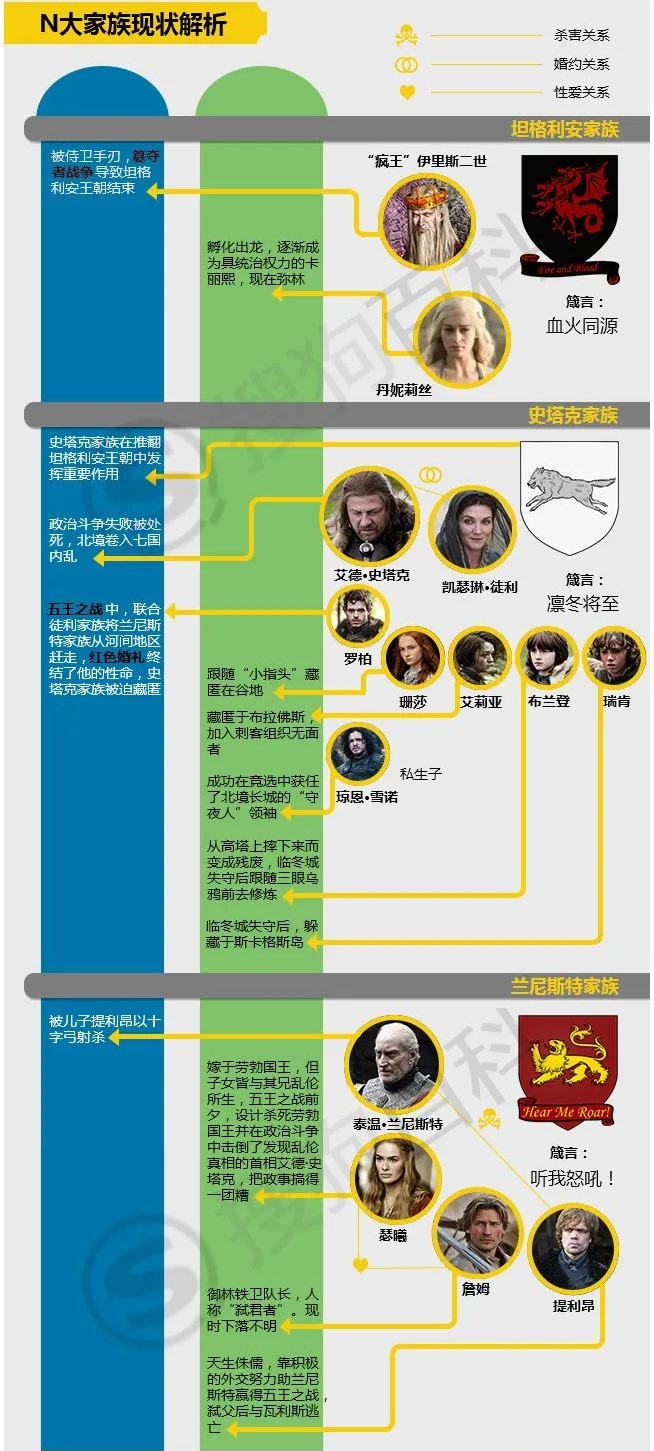 N大家族现状解析
杀害关系
婚约关系
性爱关系
坦格利安家族
被侍卫手刃，篡夺
者战争导致坦格
利安王朝结束
“疯王”伊里斯二世
孵化出龙，逐渐成
为具统治权力的卡
丽熙，现在弥林
Fire and Blood
箴言：
血火同源
丹妮莉丝
史塔克家族
史塔克家族在推翻
坦格利安王朝中发
挥重要作用
政治斗争失败被处
死，北境卷入七国
内乱
艾德·史塔克
凯瑟琳·徒利
箴言：
凛冬将至
五王之战中，联合
徒利家族将兰尼斯
特家族从河间地区
赶走，红色婚礼终
结了他的性命，史
塔克家族被迫藏匿
罗柏
珊莎
艾莉亚
布兰登
瑞肯
跟随“小指头”藏
匿在谷地
藏匿于布拉佛斯，
加入刺客组织无面
者
私生子
琼恩·雪诺
成功在竞选中获任
了北境长城的“守
夜人”领袖
从高塔上摔下来而
变成残废，临冬城
失守后跟随三眼乌
鸦前去修炼
临冬城失守后，躲
藏于斯卡格斯岛
兰尼斯特家族
被儿子提利昂以十
字弓射杀
泰温·兰尼斯特
Hear Me Roar!
箴言：
听我怒吼！
嫁于劳勃国王，但
子女皆与其兄乱伦
所生，五王之战前
夕，设计杀死劳勃
国王并在政治斗争
中击倒了发现乱伦
真相的首相艾德·史
塔克，把政事搞得
一团糟
瑟曦
詹姆
提利昂
御林铁卫队长，人
称“弑君者”。现
时下落不明
天生侏儒，靠积极
的外交努力助兰尼
斯特赢得五王之战，
弑父后与瓦利斯逃
亡
搜狗百科
搜狗百科